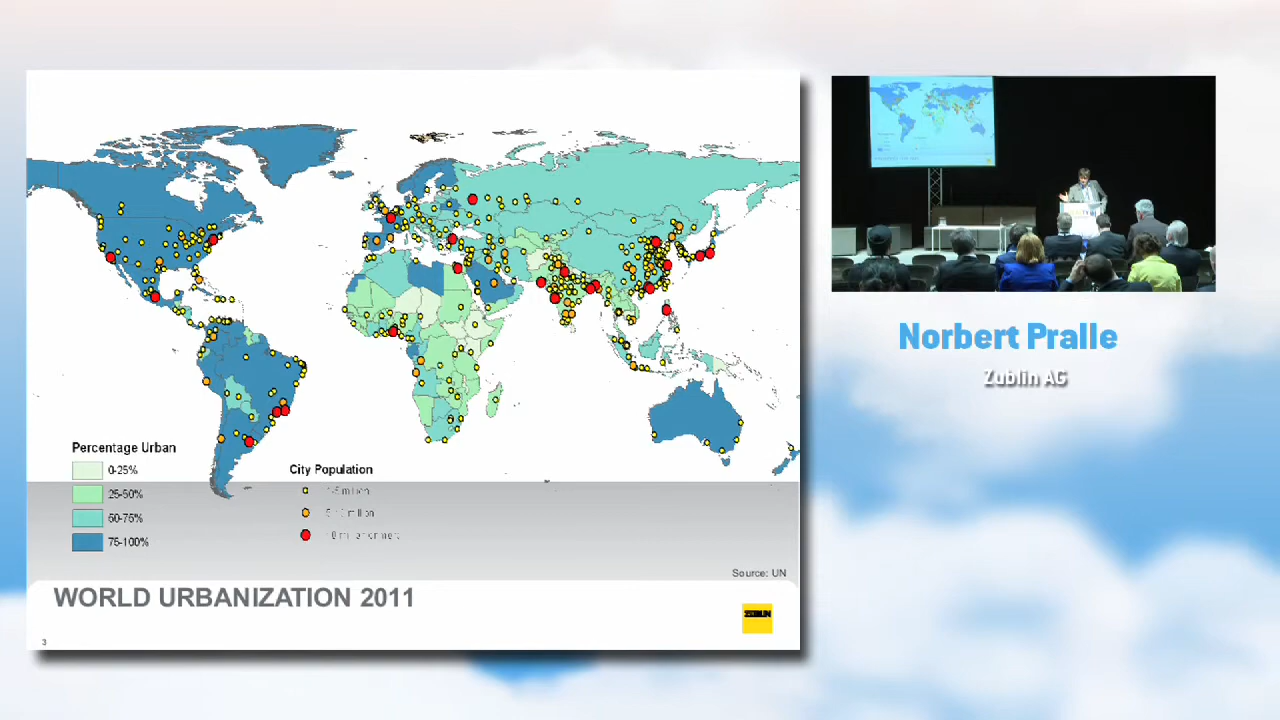 Percentage Urban
0-25%
25-50%
50-75%
75-100%
City Population
Source: UN
WORLD URBANIZATION 2011
ZÜBLIN
3
Norbert Pralle
Zublin AG